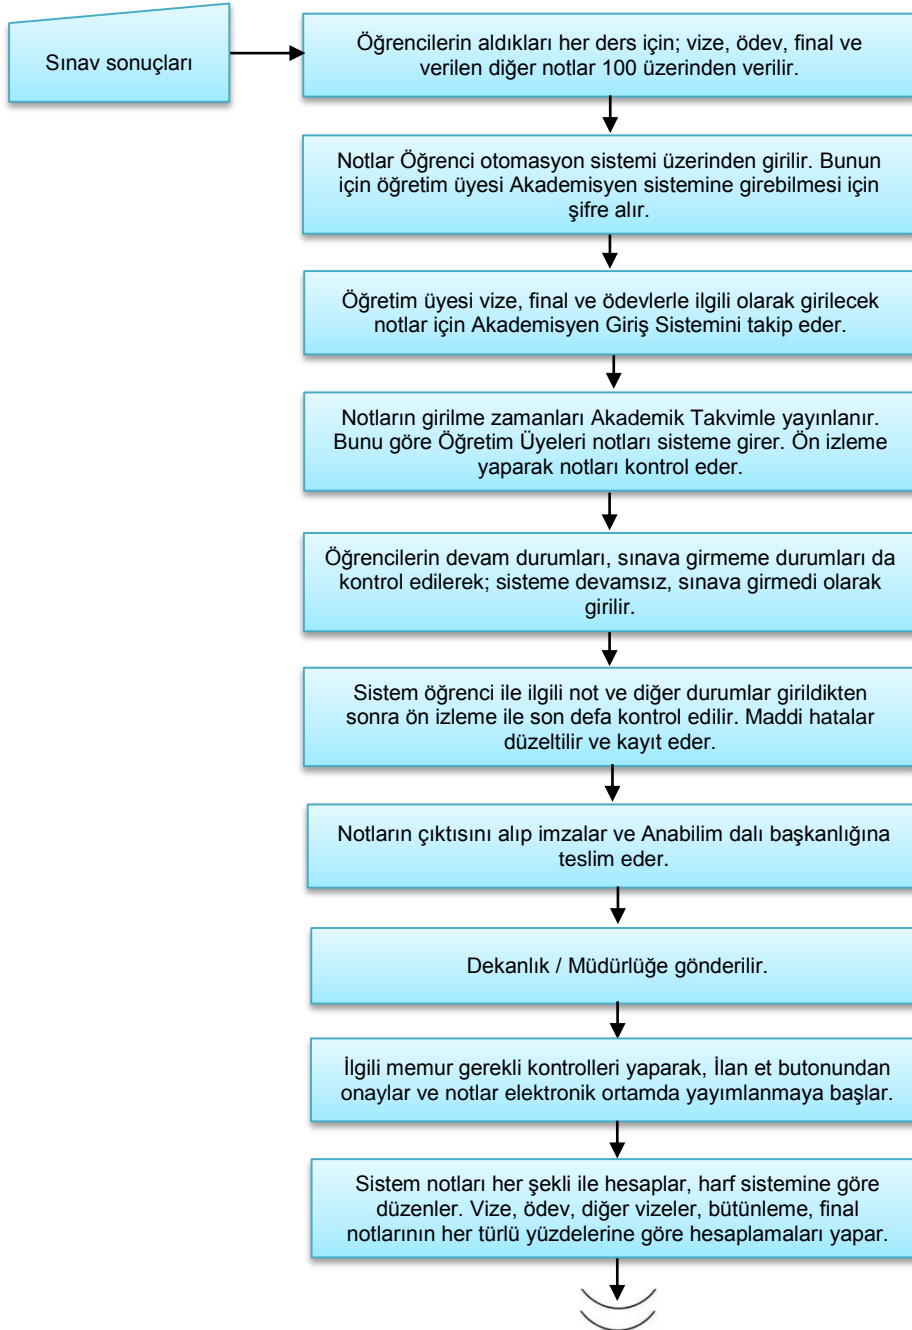 Sınav sonuçları
Öğrencilerin aldıkları her ders için; vize, ödev, final ve
verilen diğer notlar 100 üzerinden verilir.
Notlar Öğrenci otomasyon sistemi üzerinden girilir. Bunun
için öğretim üyesi Akademisyen sistemine girebilmesi için
şifre alır.
Öğretim üyesi vize, final ve ödevlerle ilgili olarak girilecek
notlar için Akademisyen Giriş Sistemini takip eder.
Notların girilme zamanları Akademik Takvimle yayınlanır.
Bunu göre Öğretim Üyeleri notları sisteme girer. Ön izleme
yaparak notları kontrol eder.
Öğrencilerin devam durumları, sınava girmeme durumları da
kontrol edilerek; sisteme devamsız, sınava girmedi olarak
girilir.
Sistem öğrenci ile ilgili not ve diğer durumlar girildikten
sonra ön izleme ile son defa kontrol edilir. Maddi hatalar
düzeltilir ve kayıt eder.
Notların çıktısını alıp imzalar ve Anabilim dalı başkanlığına
teslim eder.
Dekanlık / Müdürlüğe gönderilir.
İlgili memur gerekli kontrolleri yaparak, İlan et butonundan
onaylar ve notlar elektronik ortamda yayımlanmaya başlar.
Sistem notları her şekli ile hesaplar, harf sistemine göre
düzenler. Vize, ödev, diğer vizeler, bütünleme, final
notlarının her türlü yüzdelerine göre hesaplamaları yapar.